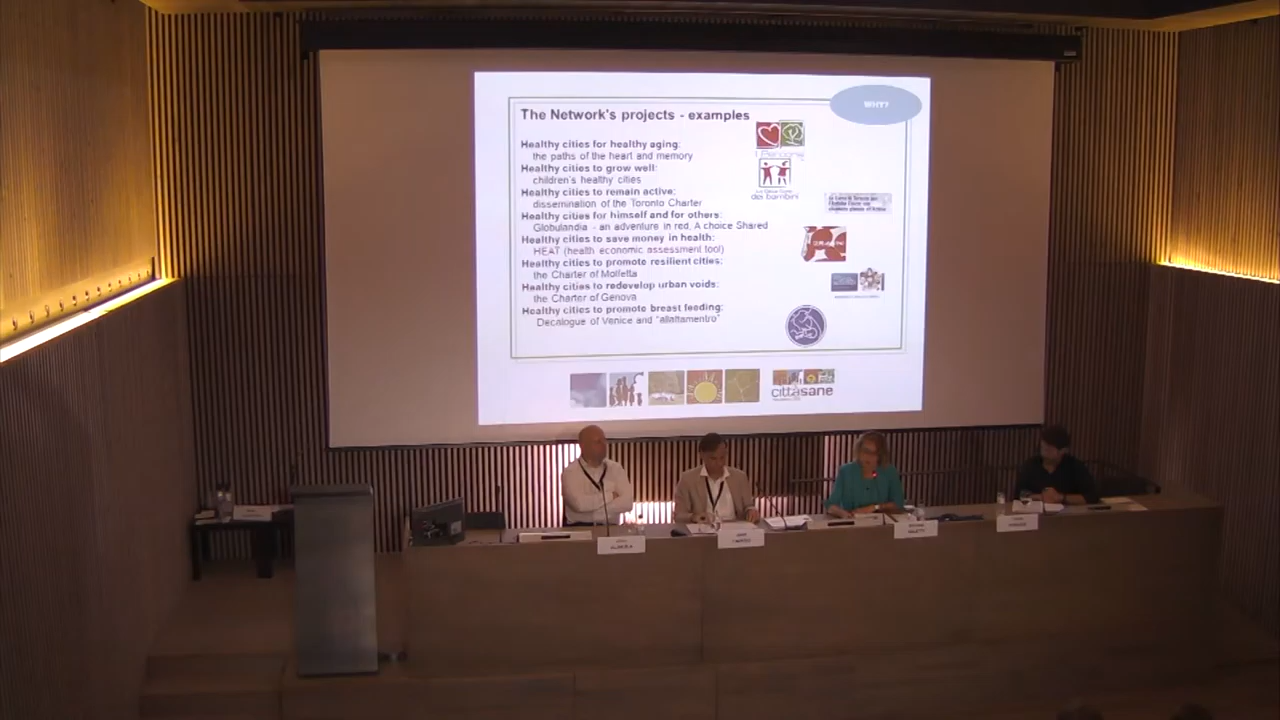 WHY?
The Network's projects - examples
Healthy cities for healthy aging:
the paths of the heart and memory
Healthy cities to grow well:
children's healthy cities
Healthy cities to remain active:
dissemination of the Toronto Charter
Healthy cities for himself and for others:
Globulandia - an adventure in red, A choice Shared
Healthy cities to save money in health:
HEAT (health economic assessment tool)
Healthy cities to promote resilient cities:
the Charter of Molfetta
Healthy cities to redevelop urban voids:
the Charter of Genova
Healthy cities to promote breast feeding:
Decalogue of Venice and "allattamentro"
dei bambini
cittàsane